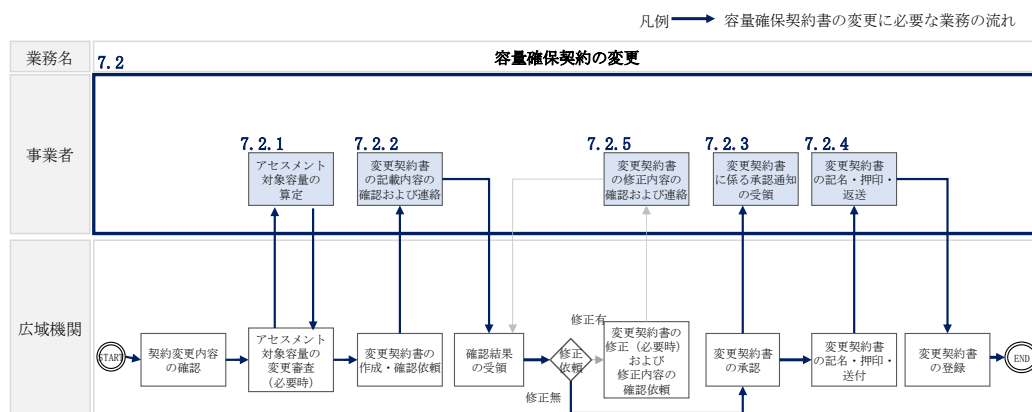 凡例 容量確保契約書の変更に必要な業務の流れ
業務名
7.2
容量確保契約の変更
事業者
7.2.1
アセスメント
対象容量の
算定
7.2.2
変更契約書
の記載内容の
確認および連絡
7.2.5
変更契約書
の修正内容の
確認および連絡
7.2.3
変更契約書
に係る承認通知
の受領
7.2.4
変更契約書
の記名・押印・
返送
広域機関
START
契約変更内容
の確認
アセスメント
対象容量の
変更審査
(必要時)
変更契約書の
作成・確認依頼
確認結果
の受領
修正
依頼
修正有
修正無
変更契約書の
修正(必要時)
および
修正内容の
確認依頼
変更契約書
の承認
変更契約書
の記名・押印・
送付
変更契約書
の登録
END